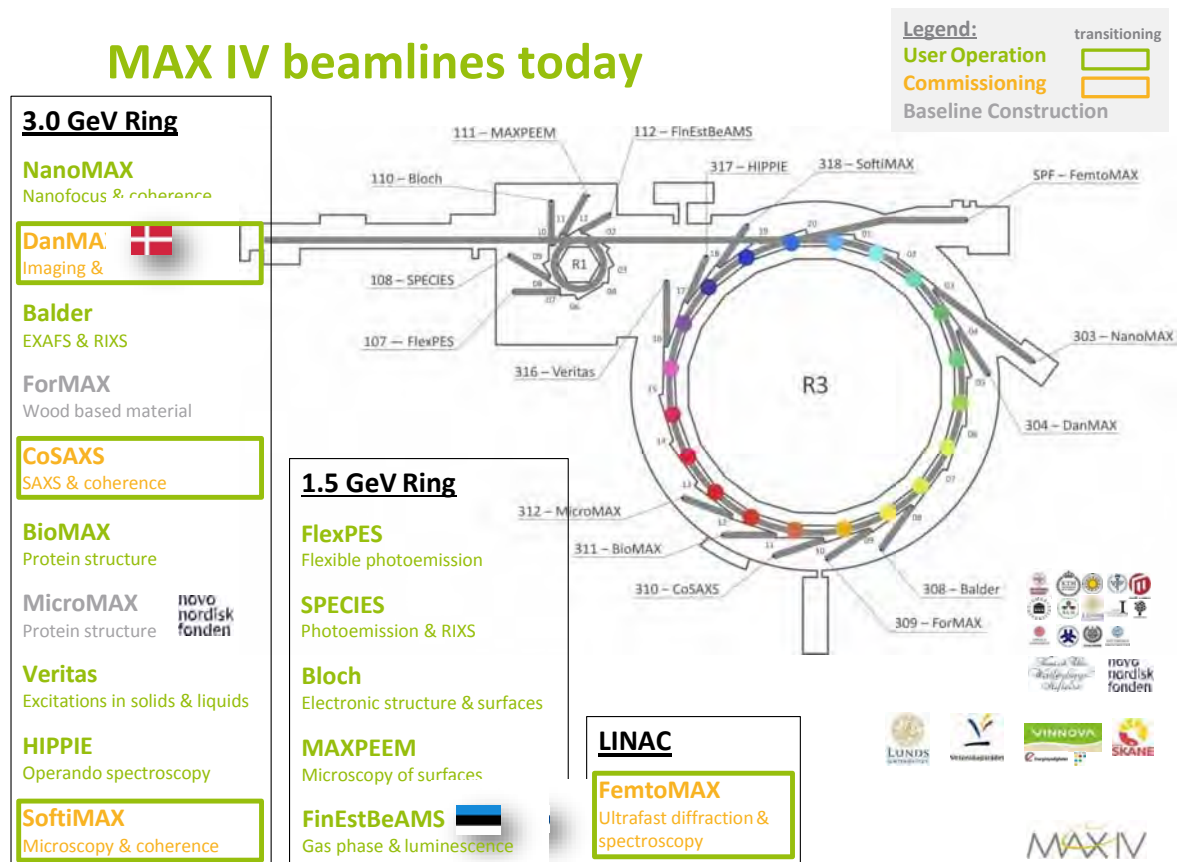 MAX IV beamlines today
Legend:
transitioning
User Operation
Commissioning
Baseline Construction
3.0 GeV Ring
NanoMAX
Nanofocus & coherence
DanMA
Imaging &
Balder
EXAFS & RIXS
ForMAX
Wood based material
CoSAXS
SAXS & coherence
BioMAX
Protein structure
MicroMAX
Protein structure
novo
nordisk
fonden
Veritas
Excitations in solids & liquids
HIPPIE
Operando spectroscopy
SoftiMAX
Microscopy & coherence
1.5 GeV Ring
FlexPES
Flexible photoemission
SPECIES
Photoemission & RIXS
Bloch
Electronic structure & surfaces
MAXPEEM
Microscopy of surfaces
FinEstBeAMS
Gas phase & luminescence
LINAC
FemtoMAX
Ultrafast diffraction &
spectroscopy
111 – MAXPEEM
112 – FinEstBeAMS
110 – Bloch
317 – HIPPIE
318 – SoftiMAX
SPF – FemtoMAX
108 – SPECIES
107 — FlexPES
316 – Veritas
R1
R3
303 – NanoMAX
304 – DanMAX
312 – MicroMAX
311 – BioMAX
310 – CoSAXS
308 – Balder
309 – ForMAX
novo
nordisk
fonden
LUNDS
Vetenskapsrådet
VINNOVA
Energimyndigheten
SKÅNE
MAX IV